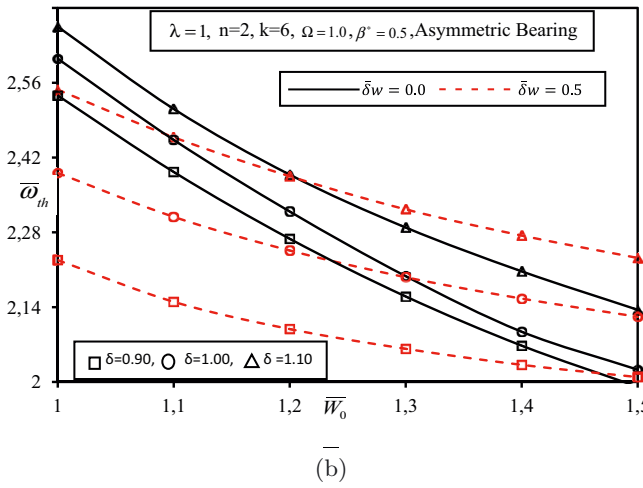 λ=1, n=2, k=6, Ω=1.0, β*=0.5, Asymmetric Bearing
δ̄w = 0.0 δ̄w = 0.5
2,56
2,42
ω̄th
2,28
2,14
δ=0.90, δ=1.00, δ =1.10
2
1 1,1 1,2 W̄0 1,3 1,4
(b)